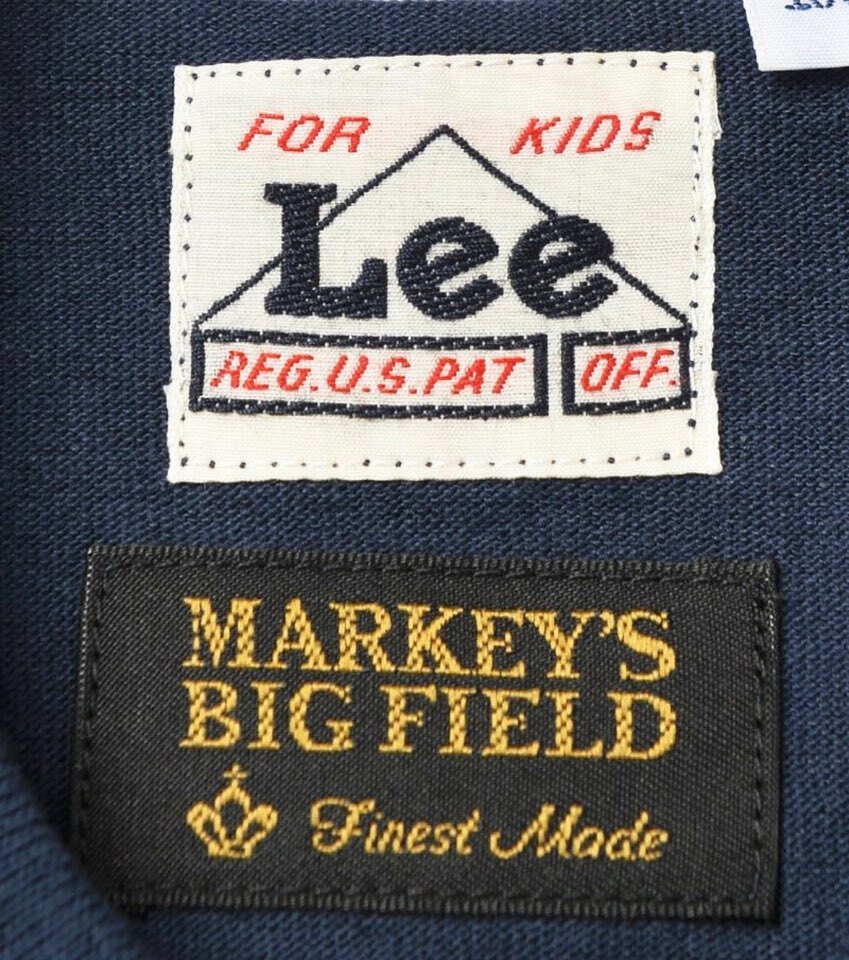 FOR KIDS
Lee
REG.U.S.PAT OFF.
MARKEY'S
BIG FIELD
Finest Made